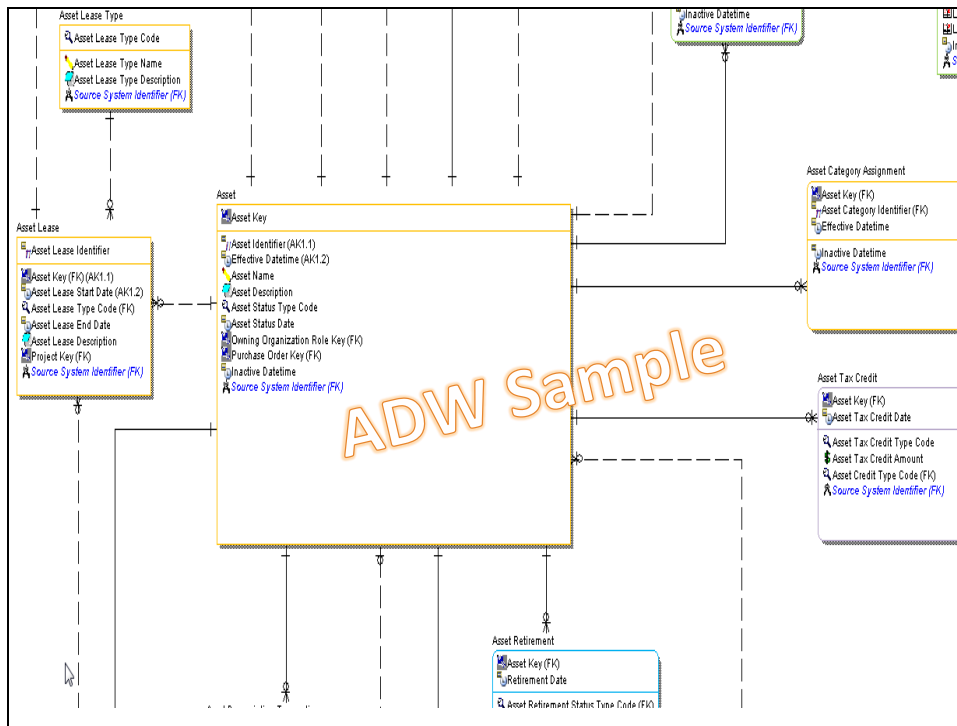 Asset Lease Type
Asset Lease Type Code
Asset Lease Type Name
Asset Lease Type Description
Source System Identifier (FK)
Inactive Datetime
Source System Identifier (FK)
Asset Category Assignment
Asset Key (FK)
Asset Category Identifier (FK)
Effective Datetime
Inactive Datetime
Source System Identifier (FK)
Asset
Asset Key
Asset Identifier (AK1.1)
Effective Datetime (AK1.2)
Asset Name
Asset Description
Asset Status Type Code
Asset Status Date
Owning Organization Role Key (FK)
Purchase Order Key (FK)
Inactive Datetime
Source System Identifier (FK)
Asset Lease
Asset Lease Identifier
Asset Key (FK) (AK1.1)
Asset Lease Start Date (AK1.2)
Asset Lease Type Code (FK)
Asset Lease End Date
Asset Lease Description
Project Key (FK)
Source System Identifier (FK)
ADW Sample
Asset Tax Credit
Asset Key (FK)
Asset Tax Credit Date
Asset Tax Credit Type Code
Asset Tax Credit Amount
Asset Credit Type Code (FK)
Source System Identifier (FK)
Asset Retirement
Asset Key (FK)
Retirement Date
Asset Retirement Status Type Code (FK)